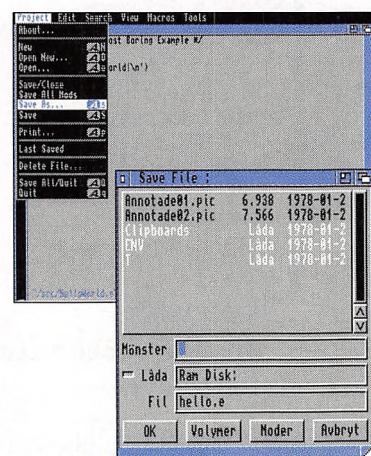 Project Edit Search View Macros Tools
About...
New N
Open New... O
Open... o
Save/Close
Save All Mods
Save As... s
Save S
Print... P
Last Saved
Delete File...
Save All/Quit Q
Quit q
ost Boring Example */
orld!\n')
Save File :
Annotade01.pic 6.938 1978-01-2
Annotade02.pic 7.566 1978-01-2
Clipboards Låda 1978-01-2
ENV Låda 1978-01-2
T Låda 1978-01-2
Mönster
Låda Ram Disk:
Fil hello.e
OK Volymer Noder Avbryt